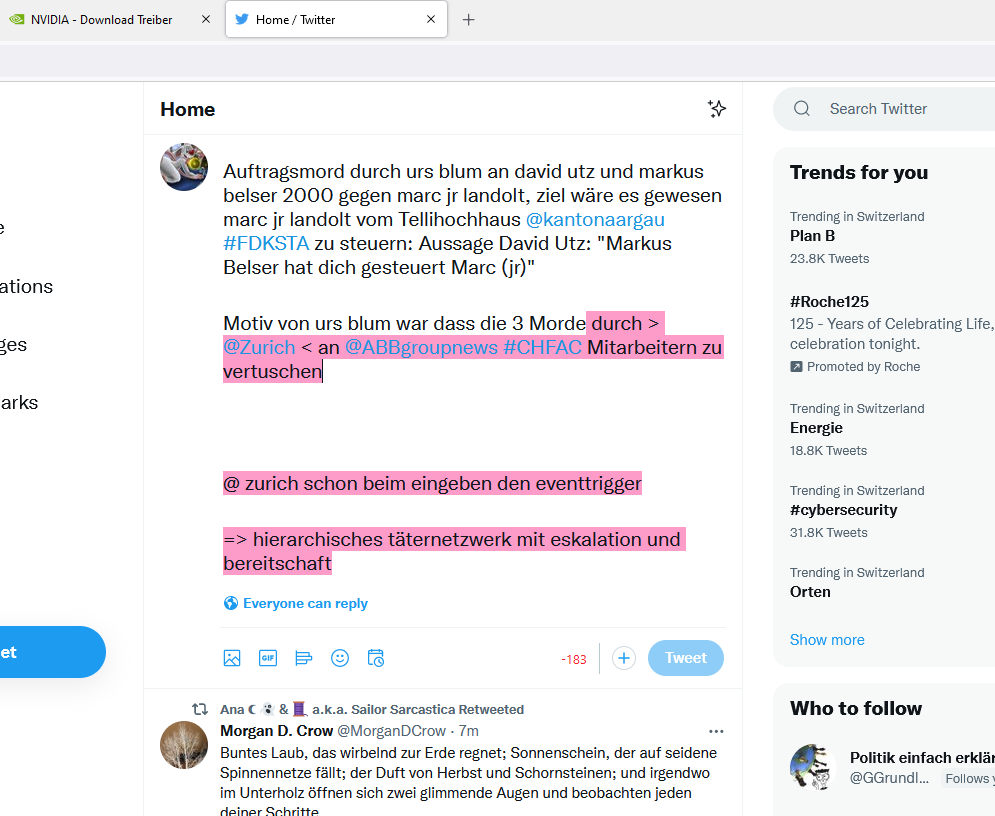 NVIDIA - Download Treiber
Home / Twitter
Home
Search Twitter
Auftragsmord durch urs blum an david utz und markus
belser 2000 gegen marc jr landolt, ziel wäre es gewesen
marc jr landolt vom Tellihochhaus @kantonaargau
#FDKSTA zu steuern: Aussage David Utz: "Markus
Belser hat dich gesteuert Marc (jr)"
Motiv von urs blum war dass die 3 Morde durch >
@Zurich < an @ABBgroupnews #CHFAC Mitarbeitern zu
vertuschen
@ zurich schon beim eingeben den eventtrigger
=> hierarchisches täternetzwerk mit eskalation und
bereitschaft
Everyone can reply
GIF
-183
Tweet
e
ations
ges
arks
et
Ana & a.k.a. Sailor Sarcastica Retweeted
Morgan D. Crow @MorganDCrow · 7m
Buntes Laub, das wirbelnd zur Erde regnet; Sonnenschein, der auf seidene
Spinnennetze fällt; der Duft von Herbst und Schornsteinen; und irgendwo
im Unterholz öffnen sich zwei glimmende Augen und beobachten jeden
deiner Schritte
Trends for you
Trending in Switzerland
Plan B
23.8K Tweets
#Roche125
125 - Years of Celebrating Life,
celebration tonight.
Promoted by Roche
Trending in Switzerland
Energie
18.8K Tweets
Trending in Switzerland
#cybersecurity
31.8K Tweets
Trending in Switzerland
Orten
Show more
Who to follow
Politik einfach erklär
@GGrundl... Follows y